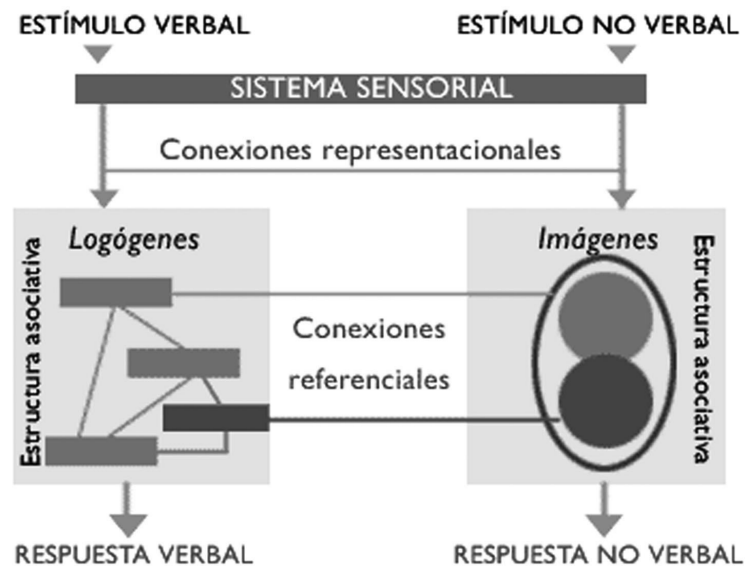 ESTÍMULO VERBAL
ESTÍMULO NO VERBAL
SISTEMA SENSORIAL
Conexiones representacionales
Estructura asociativa
Logógenes
Imágenes
Estructura asociativa
Conexiones
referenciales
RESPUESTA VERBAL
RESPUESTA NO VERBAL